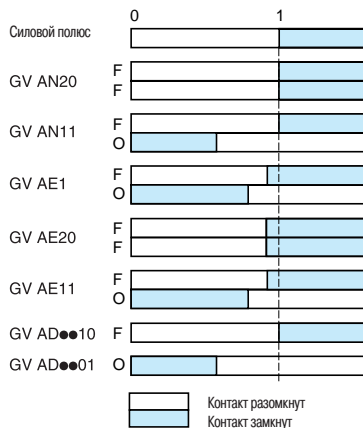 0 1
Силовой полюс
GV AN20 F
F
GV AN11 F
O
GV AE1 F
O
GV AE20 F
F
GV AE11 F
O
GV AD●●10 F
GV AD●●01 O
Контакт разомкнут
Контакт замкнут